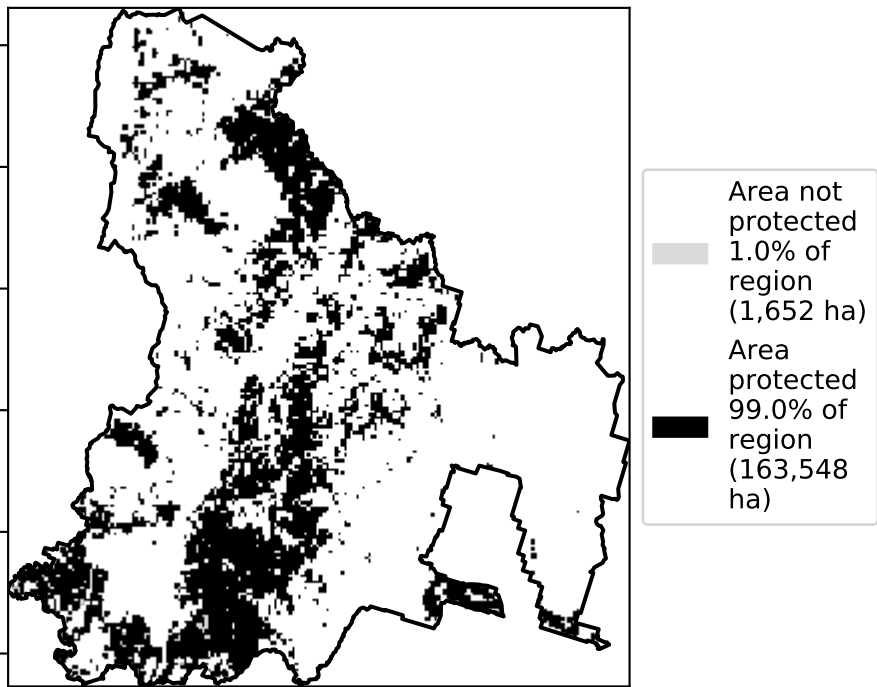 Area not
protected
1.0% of
region
(1,652 ha)
Area
protected
99.0% of
region
(163,548
ha)